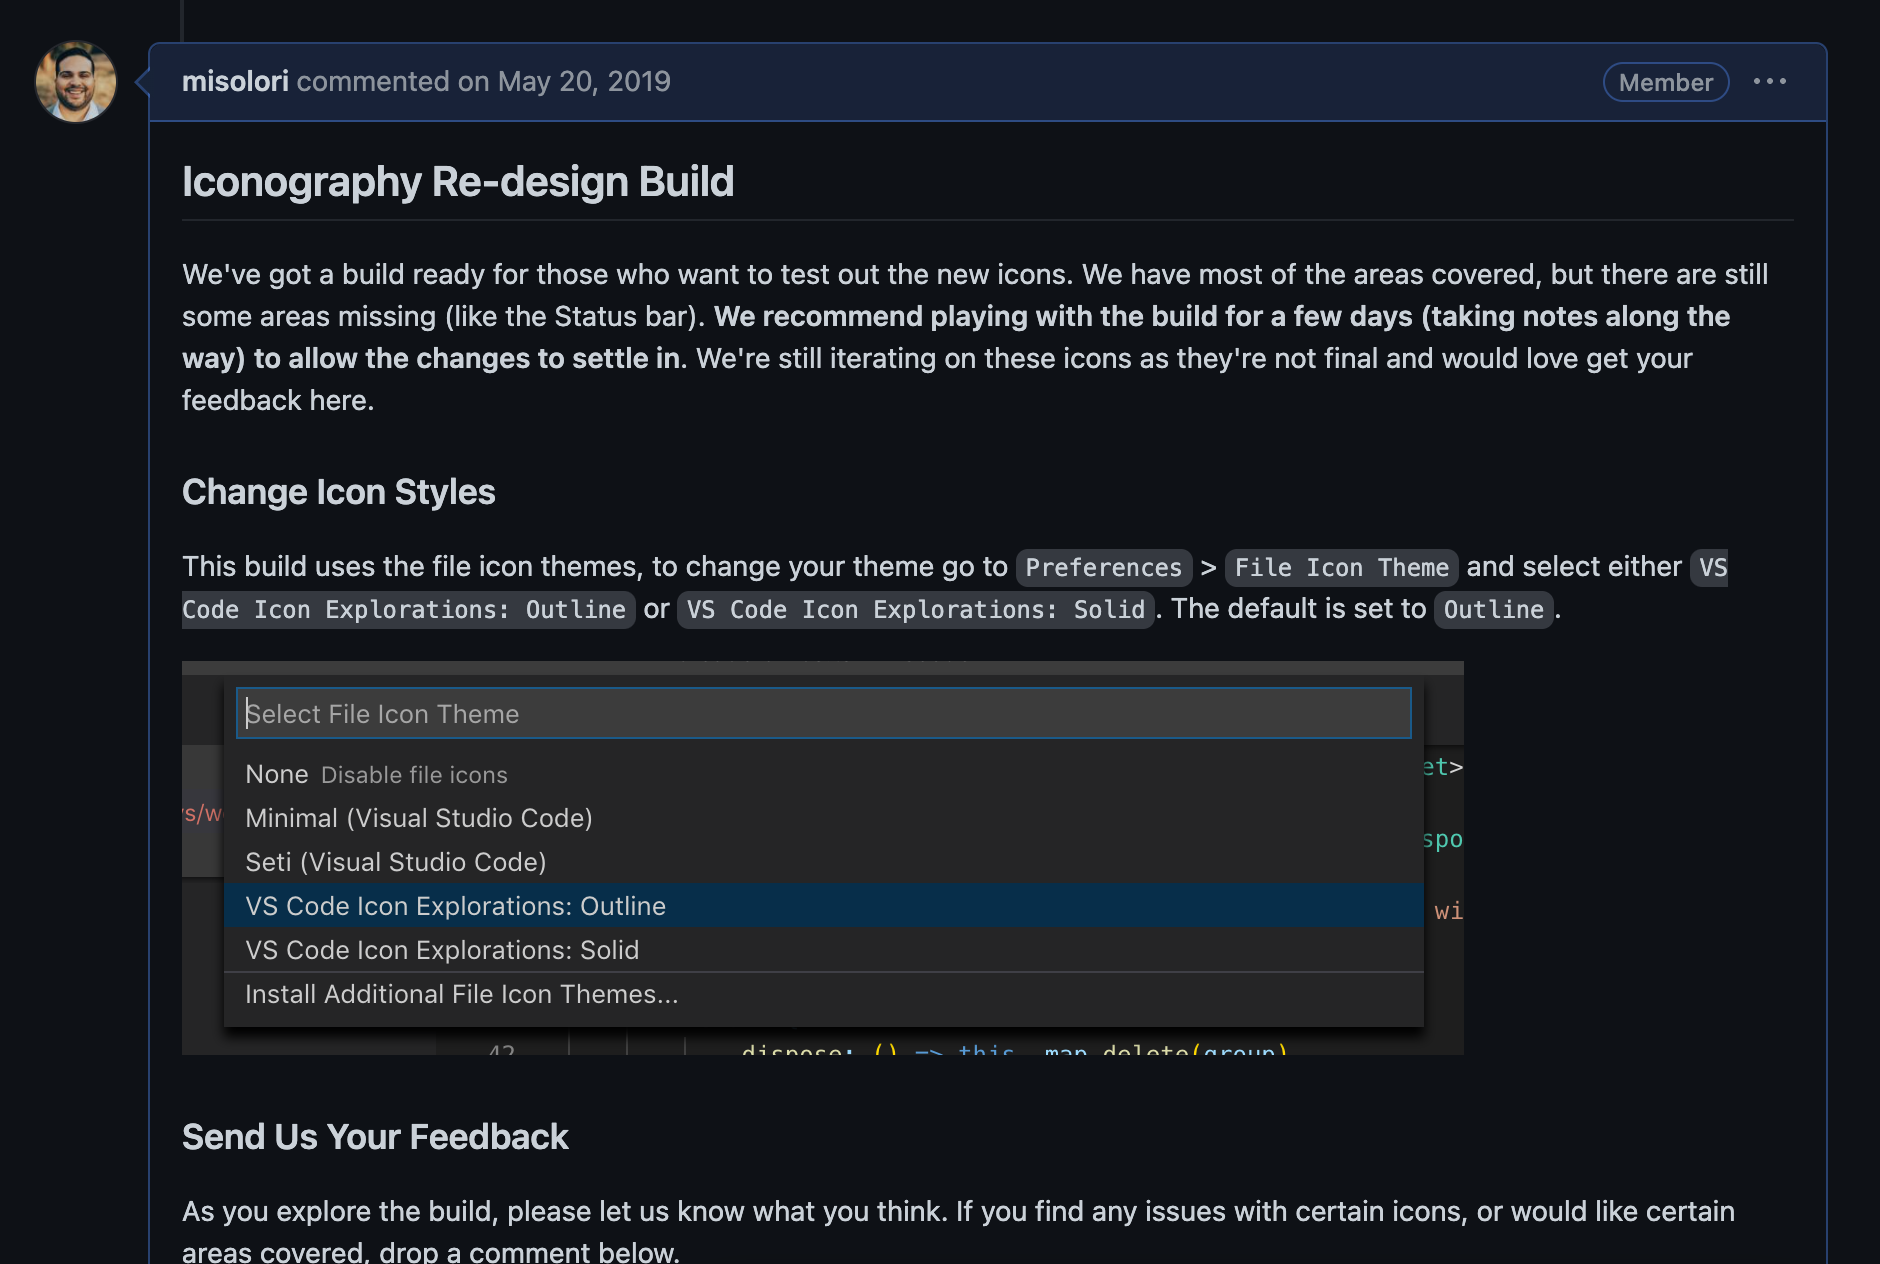 misolori commented on May 20, 2019
Member
Iconography Re-design Build
We've got a build ready for those who want to test out the new icons. We have most of the areas covered, but there are still
some areas missing (like the Status bar). We recommend playing with the build for a few days (taking notes along the
way) to allow the changes to settle in. We're still iterating on these icons as they're not final and would love get your
feedback here.
Change Icon Styles
This build uses the file icon themes, to change your theme go to Preferences > File Icon Theme and select either VS
Code Icon Explorations: Outline or VS Code Icon Explorations: Solid. The default is set to Outline.
Select File Icon Theme
None Disable file icons
et>
Minimal (Visual Studio Code)
s/w
spo
Seti (Visual Studio Code)
VS Code Icon Explorations: Outline
wi
VS Code Icon Explorations: Solid
Install Additional File Icon Themes...
42 dispose: () => this._map.delete(group)
Send Us Your Feedback
As you explore the build, please let us know what you think. If you find any issues with certain icons, or would like certain
areas covered, drop a comment below.